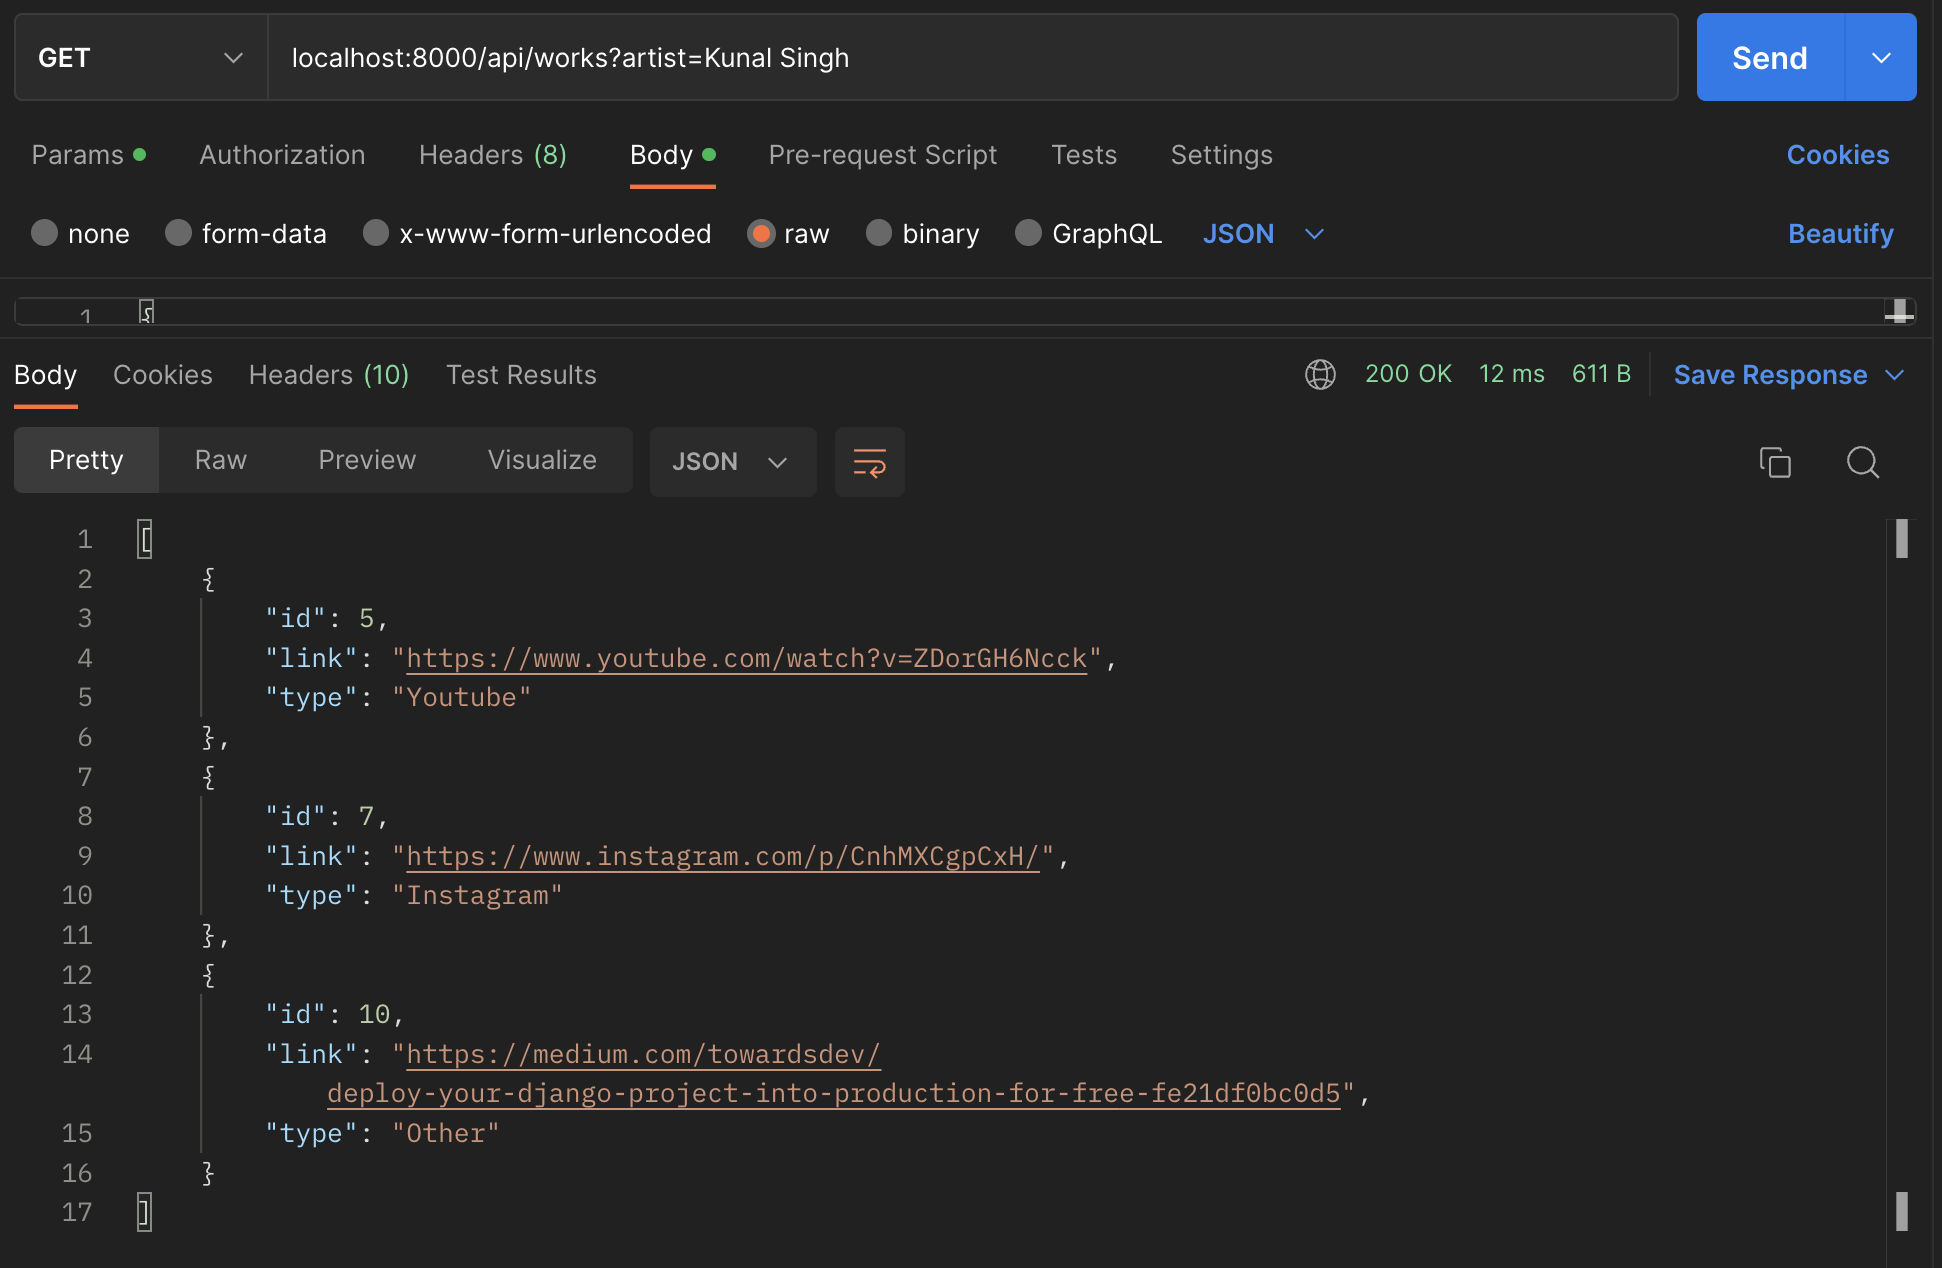 GET localhost:8000/api/works?artist=Kunal Singh Send
Params Authorization Headers (8) Body Pre-request Script Tests Settings Cookies
none form-data x-www-form-urlencoded raw binary GraphQL JSON Beautify
1 {
Body Cookies Headers (10) Test Results 200 OK 12 ms 611 B Save Response
Pretty Raw Preview Visualize JSON
1 [
2 {
3 "id": 5,
4 "link": "https://www.youtube.com/watch?v=ZDorGH6Ncck",
5 "type": "Youtube"
6 },
7 {
8 "id": 7,
9 "link": "https://www.instagram.com/p/CnhMXCgpCxH/",
10 "type": "Instagram"
11 },
12 {
13 "id": 10,
14 "link": "https://medium.com/towardsdev/
deploy-your-django-project-into-production-for-free-fe21df0bc0d5",
15 "type": "Other"
16 }
17 ]